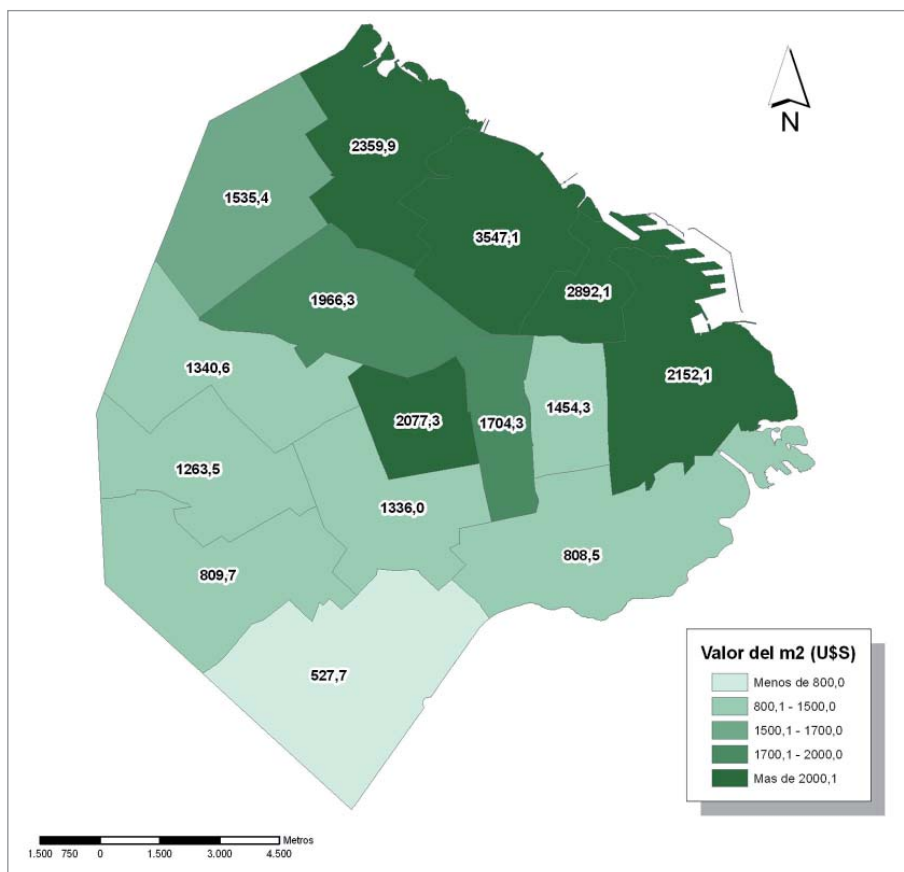 N
2359,9
1535,4
3547,1
1966,3
2892,1
1340,6
2152,1
2077,3
1704,3
1454,3
1263,5
1336,0
809,7
808,5
527,7
Valor del m2 (U$S)
Menos de 800,0
800,1 - 1500,0
1500,1 - 1700,0
1700,1 - 2000,0
Mas de 2000,1
Metros
1.500 750 0 1.500 3.000 4.500